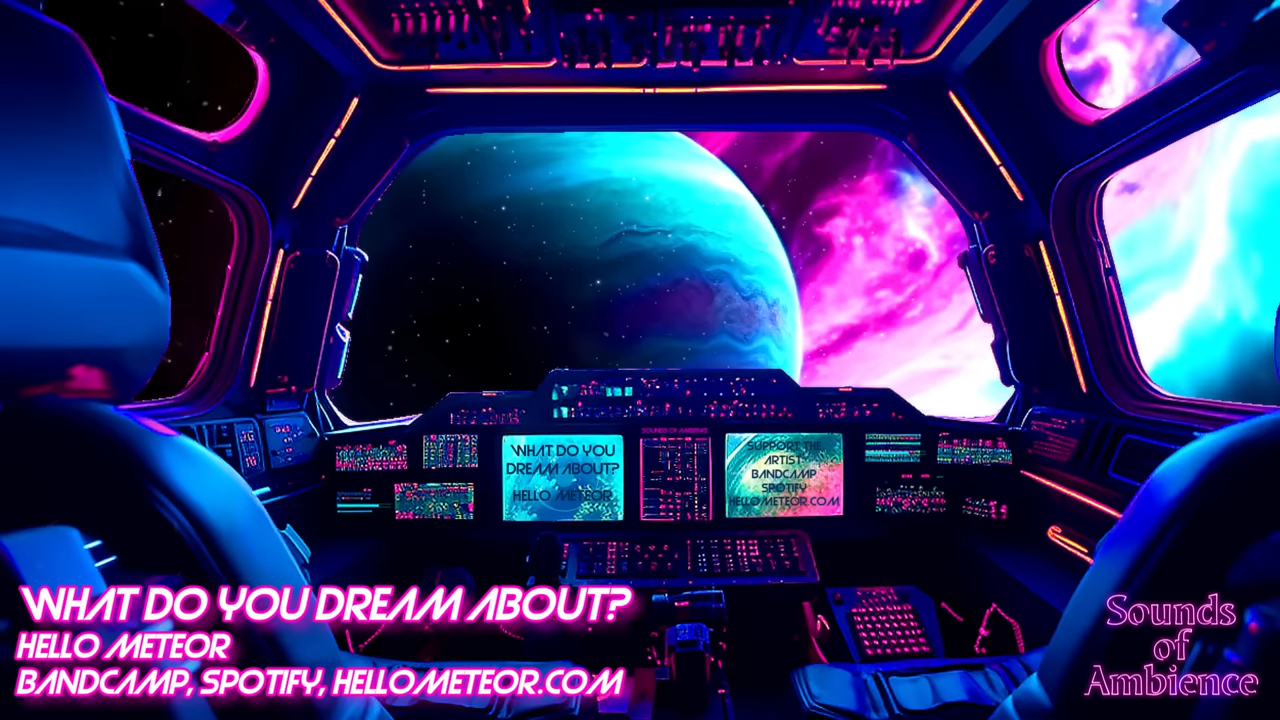 SOUNDS OF AMBIENCE
WHAT DO YOU
DREAM ABOUT?
HELLO METEOR
SUPPORT THE
ARTIST:
BANDCAMP
SPOTIFY
HELLOMETEOR.COM
WHAT DO YOU DREAM ABOUT?
HELLO METEOR
BANDCAMP, SPOTIFY, HELLOMETEOR.COM
Sounds
of
Ambience